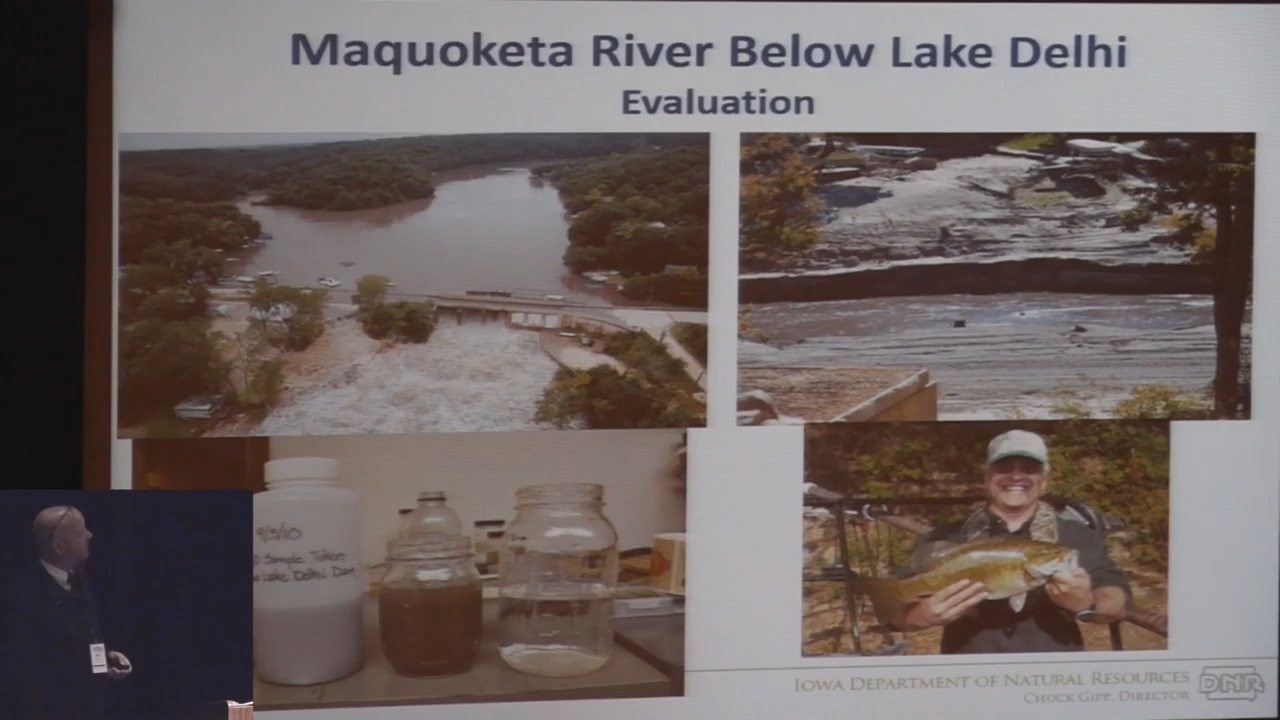 Maquoketa River Below Lake Delhi
Evaluation
9/3/10
Sample Taken
Lake Delhi Dam
IOWA DEPARTMENT OF NATURAL RESOURCES
CHUCK GIPP, DIRECTOR
DNR